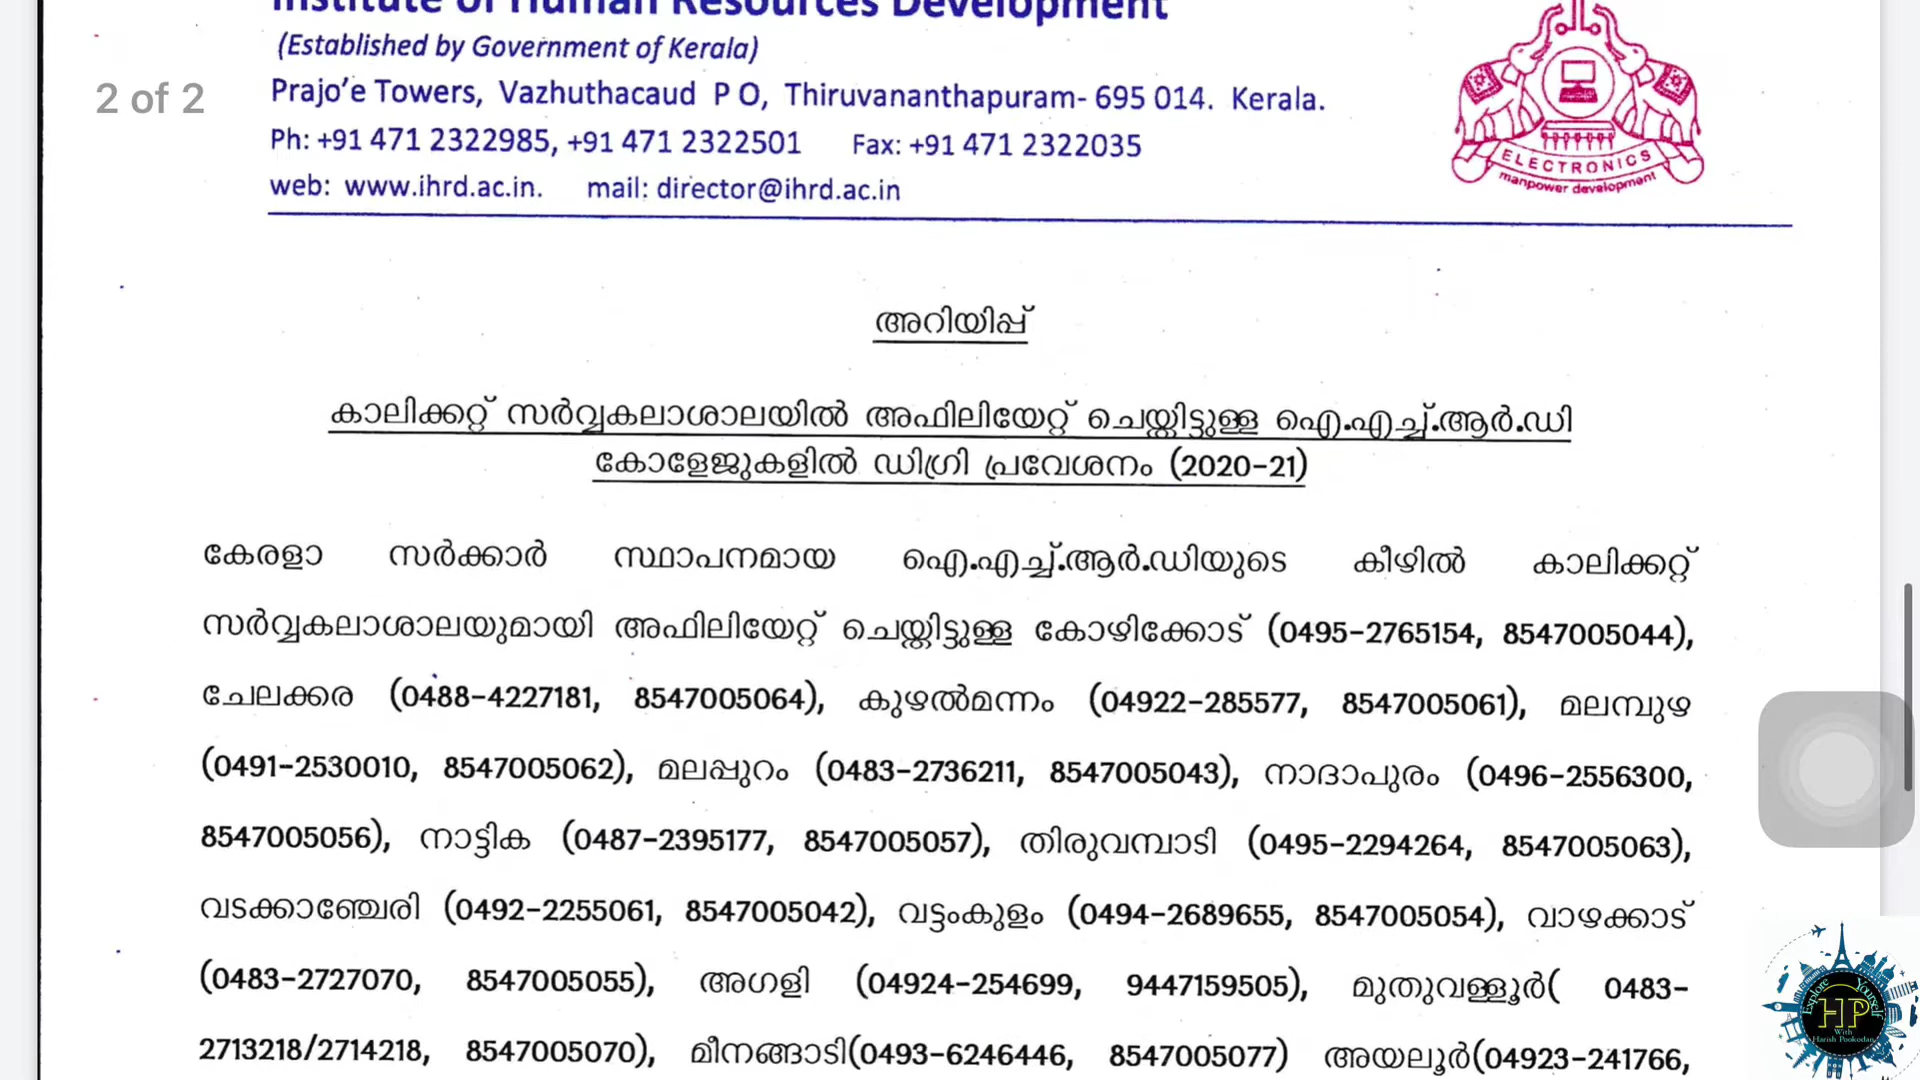 Institute of Human Resources Development
(Established by Government of Kerala)
2 of 2
Prajo’e Towers, Vazhuthacaud P O, Thiruvananthapuram- 695 014. Kerala.
Ph: +91 471 2322985, +91 471 2322501 Fax: +91 471 2322035
web: www.ihrd.ac.in. mail: director@ihrd.ac.in
ELECTRONICS
manpower development
അറിയിപ്പ്
കാലിക്കറ്റ് സർവ്വകലാശാലയിൽ അഫിലിയേറ്റ് ചെയ്തിട്ടുള്ള ഐ.എച്ച്.ആർ.ഡി
കോളേജുകളിൽ ഡിഗ്രി പ്രവേശനം (2020-21)
കേരളാ സർക്കാർ സ്ഥാപനമായ ഐ.എച്ച്.ആർ.ഡിയുടെ കീഴിൽ കാലിക്കറ്റ്
സർവ്വകലാശാലയുമായി അഫിലിയേറ്റ് ചെയ്തിട്ടുള്ള കോഴിക്കോട് (0495-2765154, 8547005044),
ചേലക്കര (0488-4227181, 8547005064), കുഴൽമന്നം (04922-285577, 8547005061), മലമ്പുഴ
(0491-2530010, 8547005062), മലപ്പുറം (0483-2736211, 8547005043), നാദാപുരം (0496-2556300,
8547005056), നാട്ടിക (0487-2395177, 8547005057), തിരുവമ്പാടി (0495-2294264, 8547005063),
വടക്കാഞ്ചേരി (0492-2255061, 8547005042), വട്ടംകുളം (0494-2689655, 8547005054), വാഴക്കാട്
(0483-2727070, 8547005055), അഗളി (04924-254699, 9447159505), മുതുവള്ളൂർ( 0483-
2713218/2714218, 8547005070), മീനങ്ങാടി(0493-6246446, 8547005077) അയലൂർ(04923-241766,
Explore Yourself
HP
With
Harish Pookodan